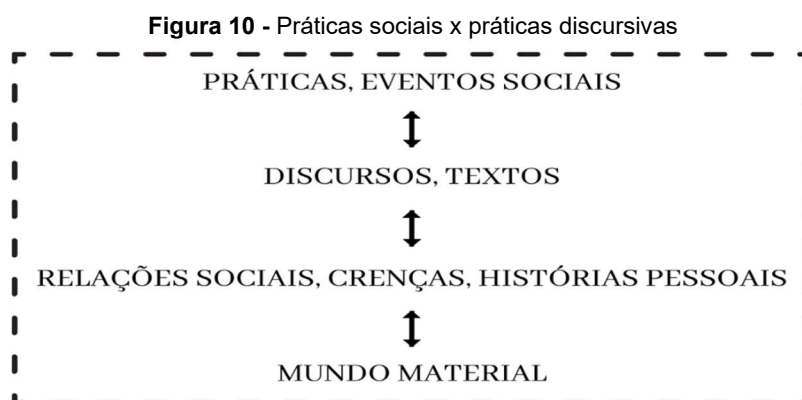 Figura 10 - Práticas sociais x práticas discursivas
PRÁTICAS, EVENTOS SOCIAIS
DISCURSOS, TEXTOS
RELAÇÕES SOCIAIS, CRENÇAS, HISTÓRIAS PESSOAIS
MUNDO MATERIAL